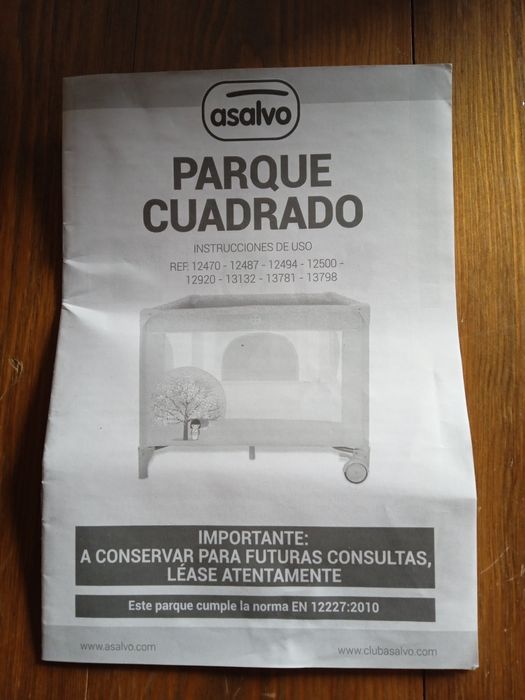 asalvo
PARQUE
CUADRADO
INSTRUCCIONES DE USO
REF. 12470 - 12487 - 12494 - 12500 -
12920 - 13132 - 13781 - 13798
IMPORTANTE:
A CONSERVAR PARA FUTURAS CONSULTAS,
LÉASE ATENTAMENTE
Este parque cumple la norma EN 12227:2010
www.asalvo.com
www.clubasalvo.com